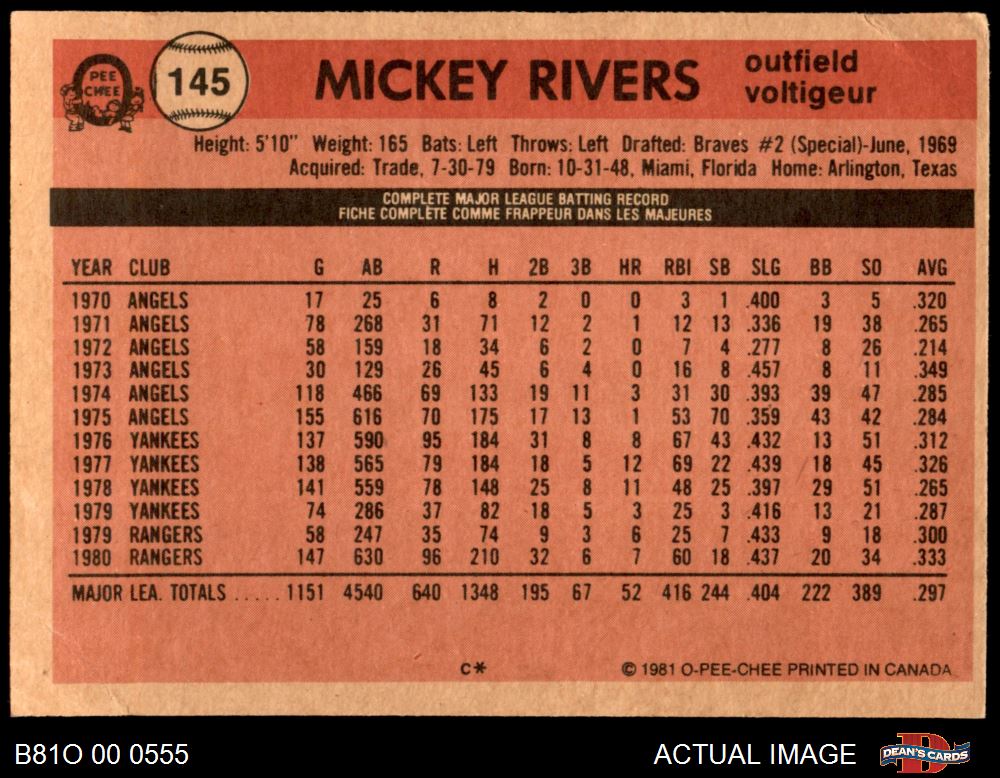 O PEE CHEE
145
MICKEY RIVERS
outfield
voltigeur
Height: 5'10" Weight: 165 Bats: Left Throws: Left Drafted: Braves #2 (Special)-June, 1969
Acquired: Trade, 7-30-79 Born: 10-31-48, Miami, Florida Home: Arlington, Texas
COMPLETE MAJOR LEAGUE BATTING RECORD
FICHE COMPLÈTE COMME FRAPPEUR DANS LES MAJEURES
YEAR CLUB G AB R H 2B 3B HR RBI SB SLG BB SO AVG
1970 ANGELS 17 25 6 8 2 0 0 3 1 .400 3 5 .320
1971 ANGELS 78 268 31 71 12 2 1 12 13 .336 19 38 .265
1972 ANGELS 58 159 18 34 6 2 0 7 4 .277 8 26 .214
1973 ANGELS 30 129 26 45 6 4 0 16 8 .457 8 11 .349
1974 ANGELS 118 466 69 133 19 11 3 31 30 .393 39 47 .285
1975 ANGELS 155 616 70 175 17 13 1 53 70 .359 43 42 .284
1976 YANKEES 137 590 95 184 31 8 8 67 43 .432 13 51 .312
1977 YANKEES 138 565 79 184 18 5 12 69 22 .439 18 45 .326
1978 YANKEES 141 559 78 148 25 8 11 48 25 .397 29 51 .265
1979 YANKEES 74 286 37 82 18 5 3 25 3 .416 13 21 .287
1979 RANGERS 58 247 35 74 9 3 6 25 7 .433 9 18 .300
1980 RANGERS 147 630 96 210 32 6 7 60 18 .437 20 34 .333
MAJOR LEA. TOTALS ..... 1151 4540 640 1348 195 67 52 416 244 .404 222 389 .297
C* © 1981 O-PEE-CHEE PRINTED IN CANADA
B81O 00 0555 ACTUAL IMAGE D DEAN'S CARDS